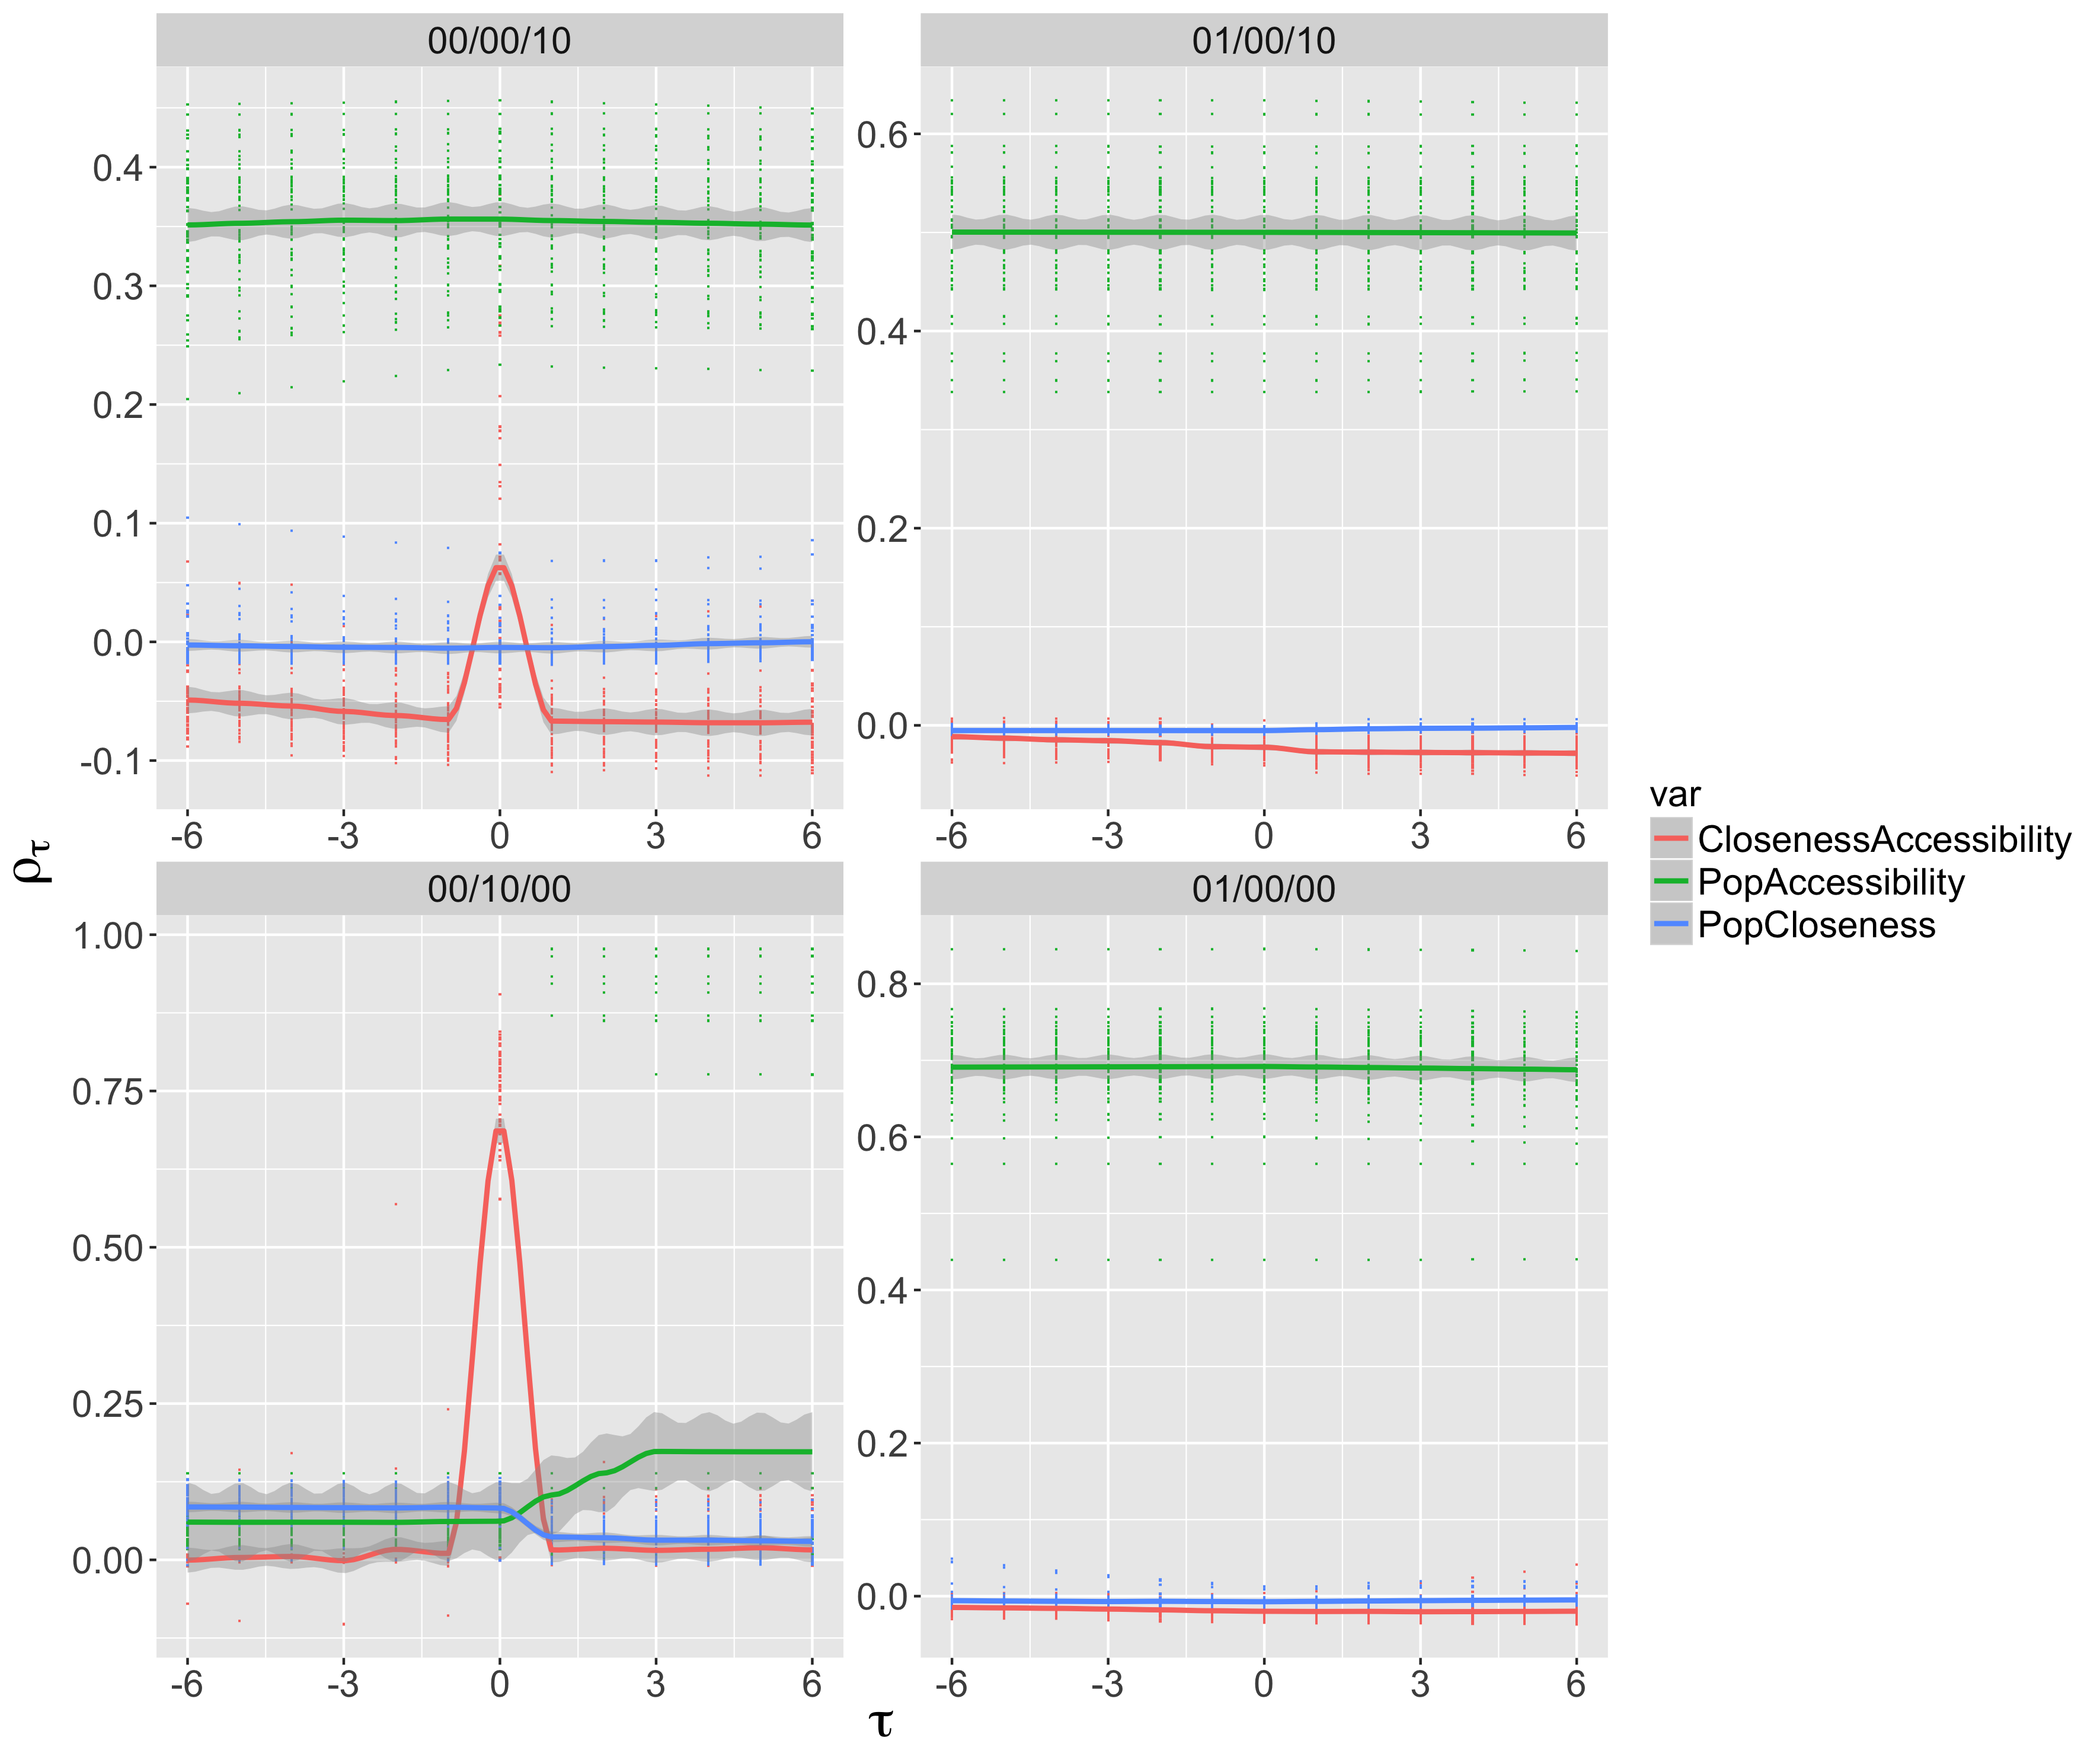 00/00/10
01/00/10
0.4
0.3
0.2
0.1
0.0
-0.1
-6 -3 0 3 6
0.6
0.4
0.2
0.0
-6 -3 0 3 6
00/10/00
01/00/00
1.00
0.75
0.50
0.25
0.00
-6 -3 0 3 6
0.8
0.6
0.4
0.2
0.0
-6 -3 0 3 6
ρτ
τ
var
ClosenessAccessibility
PopAccessibility
PopCloseness